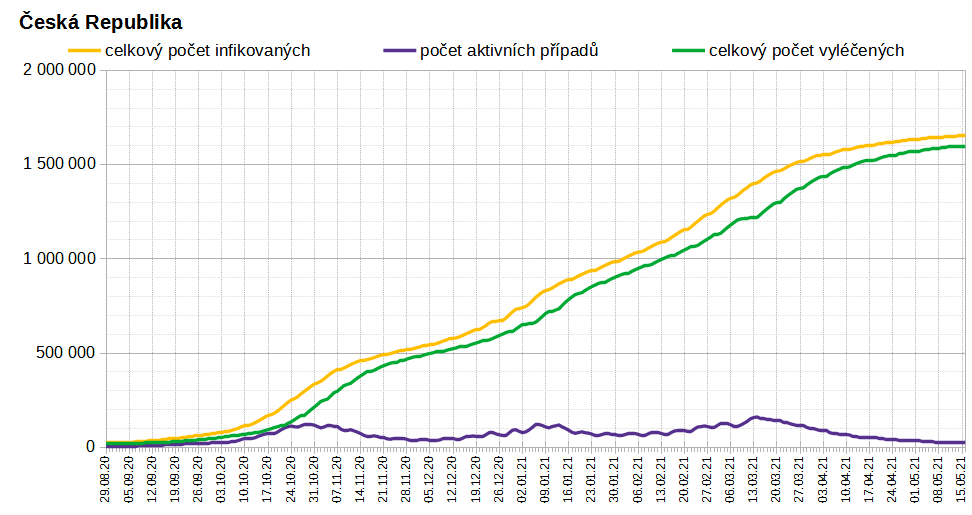 Česká Republika
celkový počet infikovaných počet aktivních případů celkový počet vyléčených
2 000 000
1 500 000
1 000 000
500 000
0
29.08.20 05.09.20 12.09.20 19.09.20 26.09.20 03.10.20 10.10.20 17.10.20 24.10.20 31.10.20 07.11.20 14.11.20 21.11.20 28.11.20 05.12.20 12.12.20 19.12.20 26.12.20 02.01.21 09.01.21 16.01.21 23.01.21 30.01.21 06.02.21 13.02.21 20.02.21 27.02.21 06.03.21 13.03.21 20.03.21 27.03.21 03.04.21 10.04.21 17.04.21 24.04.21 01.05.21 08.05.21 15.05.21